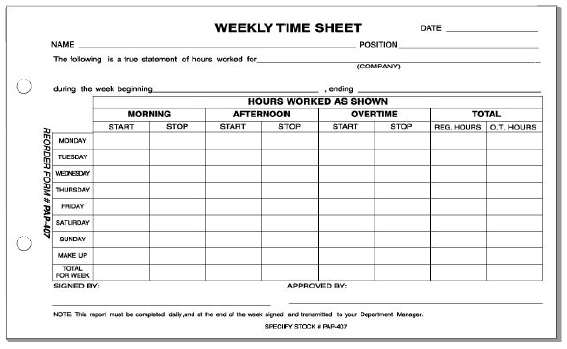 WEEKLY TIME SHEET DATE
NAME POSITION
The following is a true statement of hours worked for
(COMPANY)
during the week beginning , ending
HOURS WORKED AS SHOWN
MORNING AFTERNOON OVERTIME TOTAL
START STOP START STOP START STOP REG. HOURS O.T. HOURS
MONDAY
TUESDAY
WEDNESDAY
THURSDAY
FRIDAY
SATURDAY
SUNDAY
MAKE UP
TOTAL
FOR WEEK
REORDER FORM # PAP-407
SIGNED BY: APPROVED BY:
NOTE: This report must be completed daily,and at the end of the week signed and transmitted to your Department Manager.
SPECIFY STOCK # PAP-407